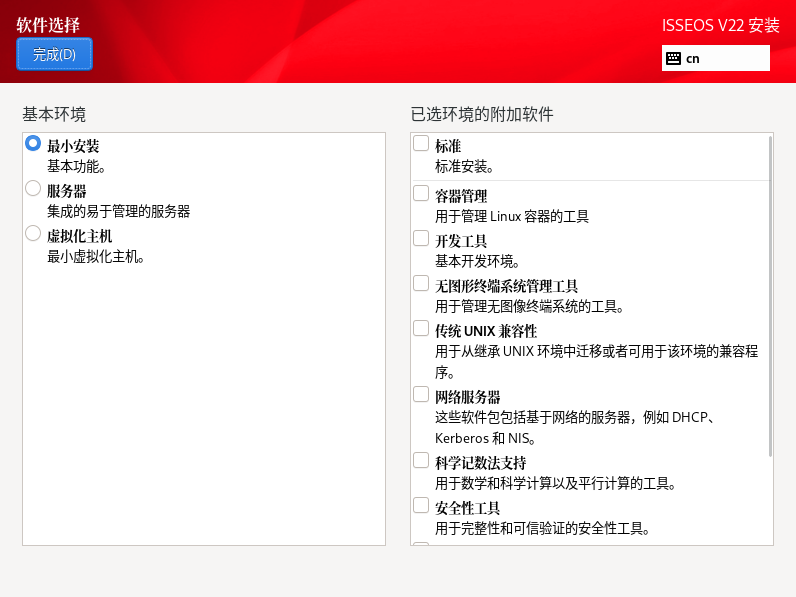 软件选择
完成(D)
ISSEOS V22 安装
cn
基本环境
最小安装
基本功能。
服务器
集成的易于管理的服务器
虚拟化主机
最小虚拟化主机。
已选环境的附加软件
标准
标准安装。
容器管理
用于管理 Linux 容器的工具
开发工具
基本开发环境。
无图形终端系统管理工具
用于管理无图像终端系统的工具。
传统 UNIX 兼容性
用于从继承 UNIX 环境中迁移或者可用于该环境的兼容程
序。
网络服务器
这些软件包包括基于网络的服务器，例如 DHCP、
Kerberos 和 NIS。
科学记数法支持
用于数学和科学计算以及平行计算的工具。
安全性工具
用于完整性和可信验证的安全性工具。